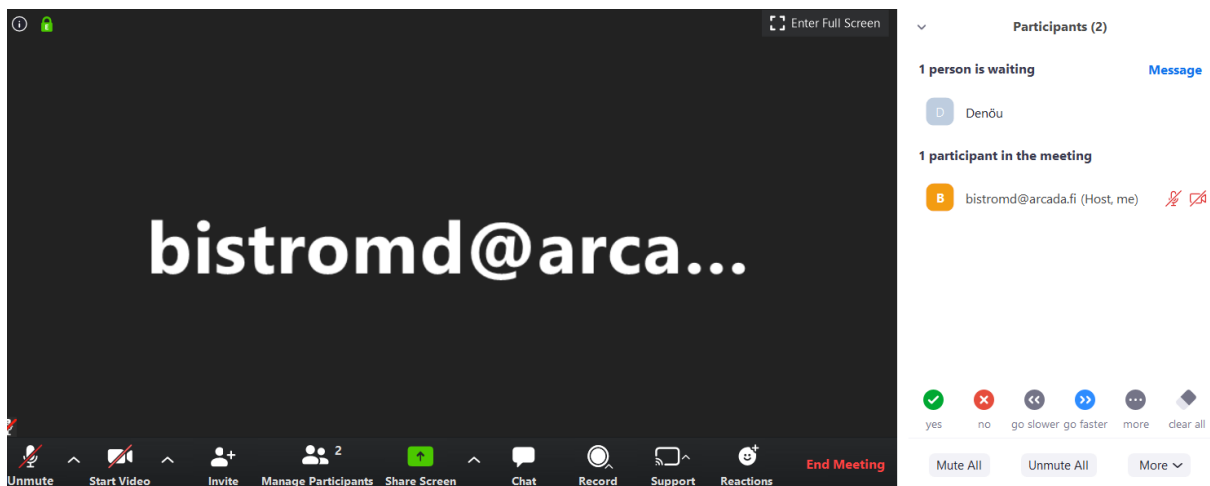 Enter Full Screen
bistromd@arca...
Unmute
Start Video
Invite
Manage Participants
2
Share Screen
Chat
Record
Support
Reactions
End Meeting
Participants (2)
1 person is waiting
Message
D
Denöu
1 participant in the meeting
B
bistromd@arcada.fi (Host, me)
yes
no
go slower
go faster
more
clear all
Mute All
Unmute All
More